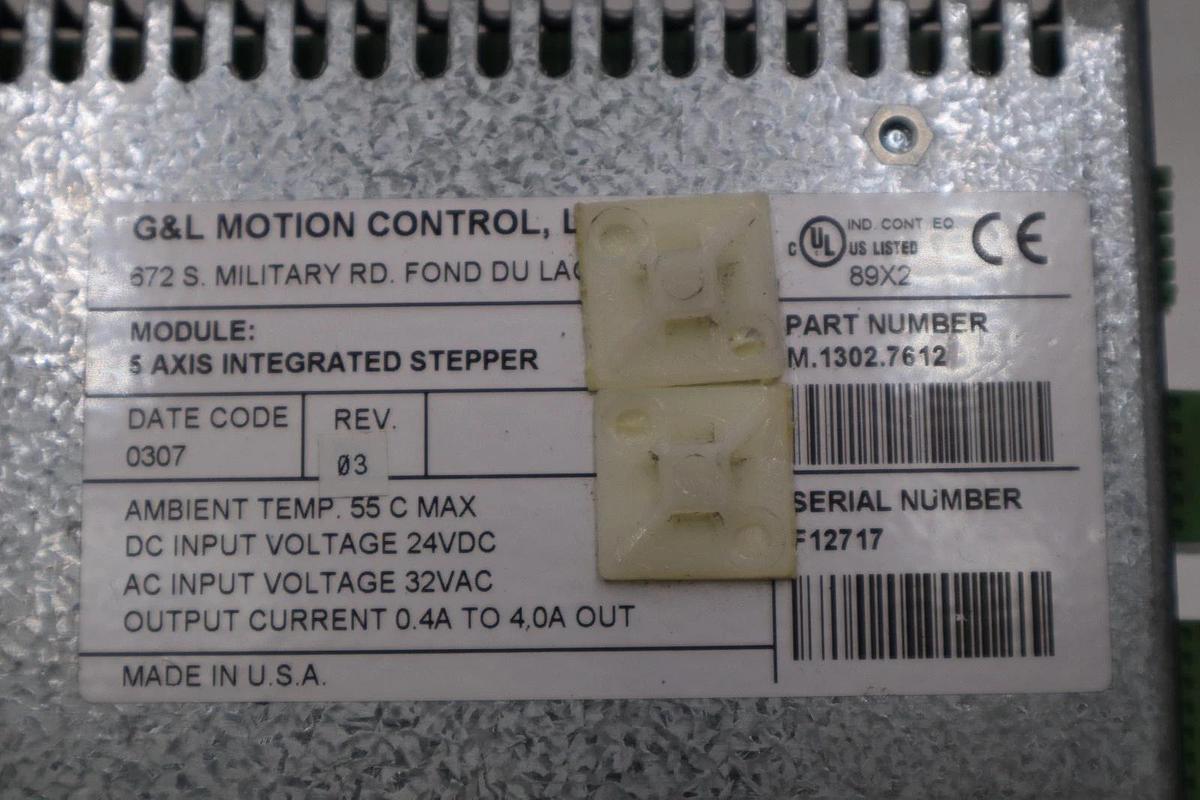 G&L MOTION CONTROL,
672 S. MILITARY RD. FOND DU LAC
C UL US LISTED
IND. CONT. EQ.
89X2
CE
MODULE:
5 AXIS INTEGRATED STEPPER
PART NUMBER
M.1302.7612
DATE CODE
0307
REV.
Ø3
SERIAL NUMBER
F12717
AMBIENT TEMP. 55 C MAX
DC INPUT VOLTAGE 24VDC
AC INPUT VOLTAGE 32VAC
OUTPUT CURRENT 0.4A TO 4,0A OUT
MADE IN U.S.A.